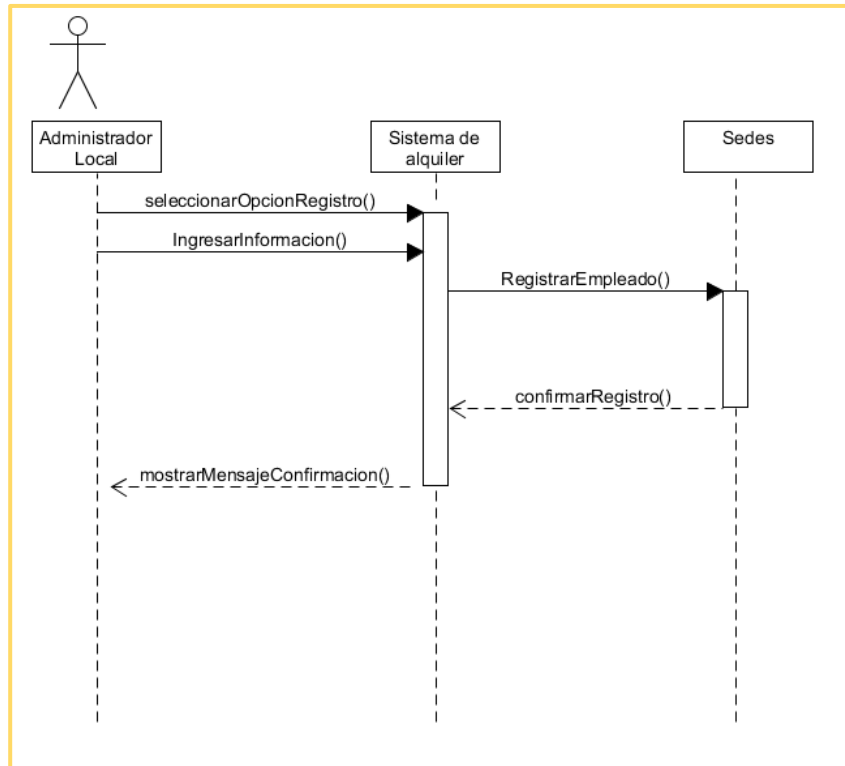 Administrador
Local
Sistema de
alquiler
Sedes
seleccionarOpcionRegistro()
IngresarInformacion()
RegistrarEmpleado()
confirmarRegistro()
mostrarMensajeConfirmacion()